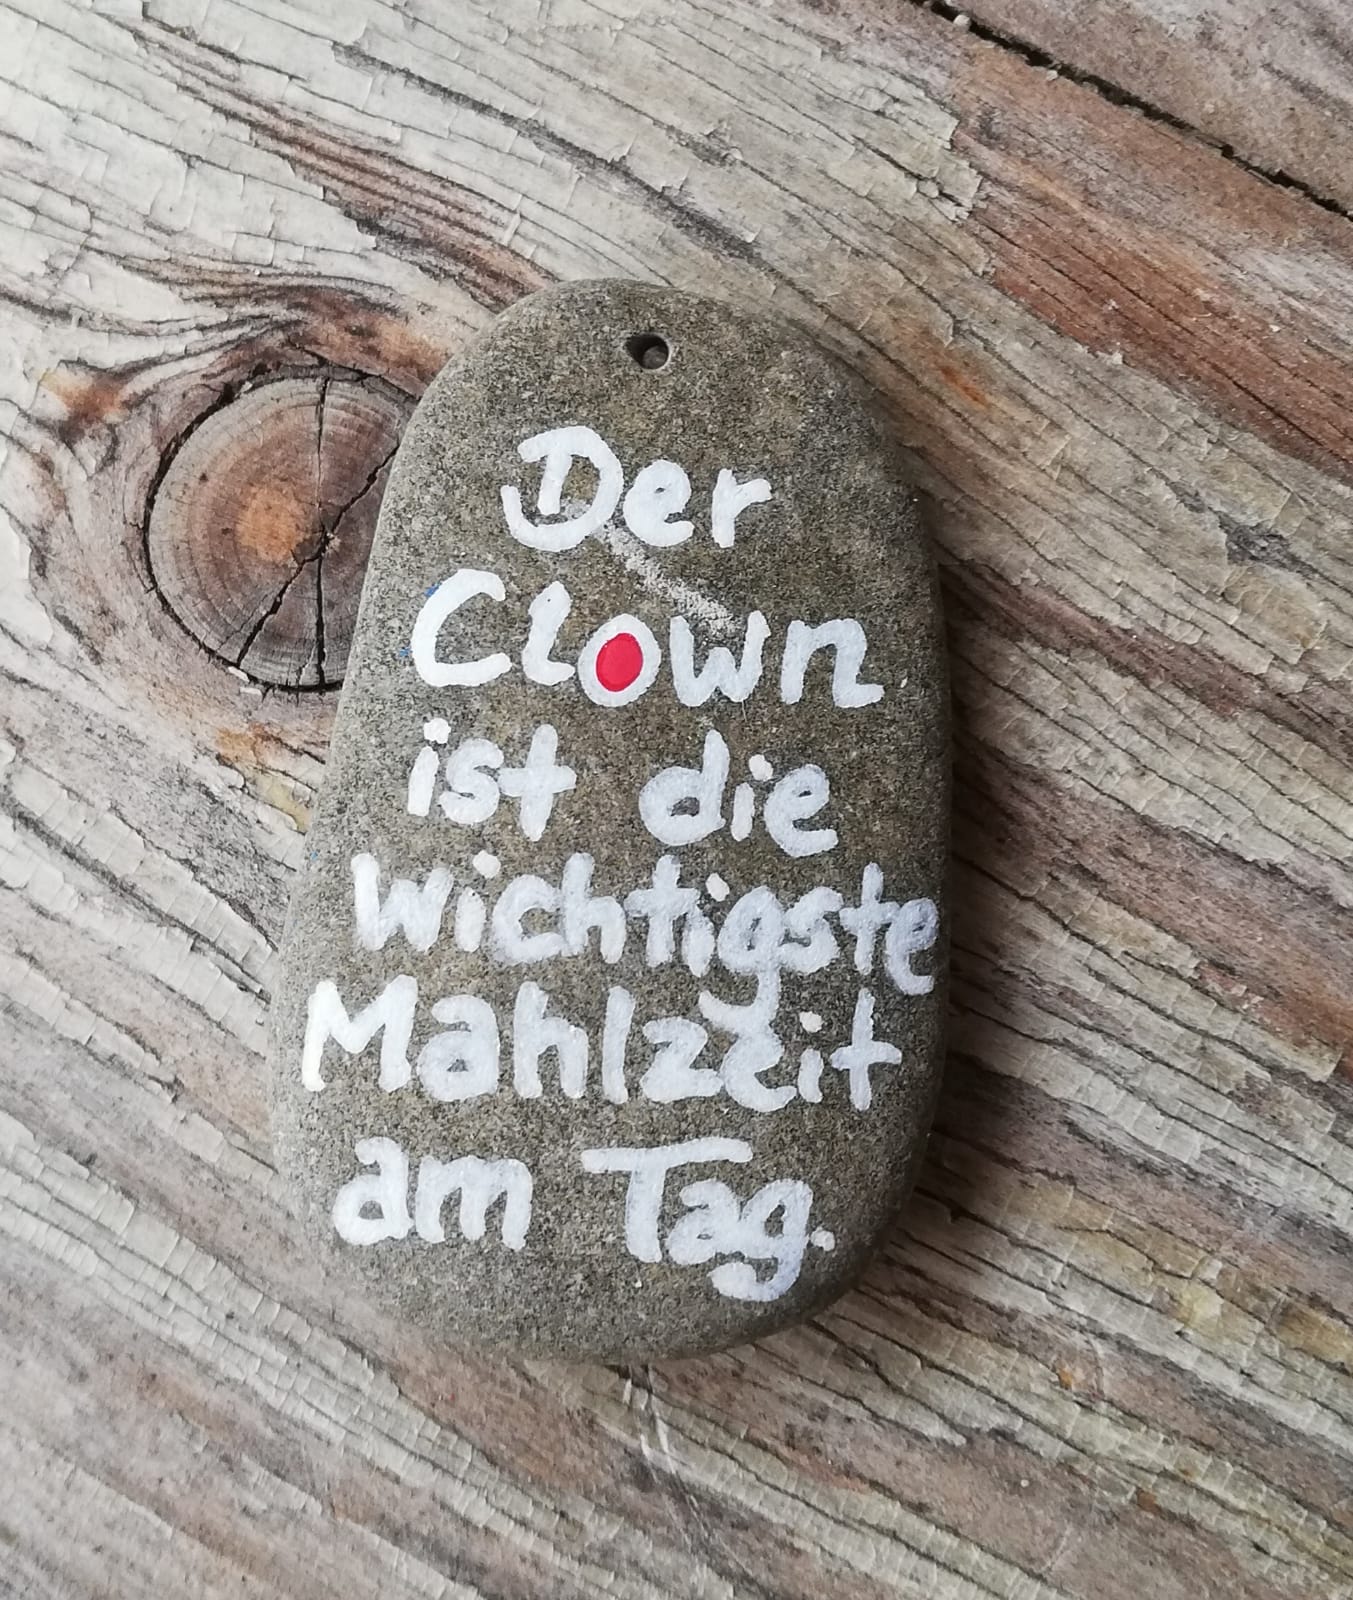 Der
Clown
ist die
wichtigste
Mahlzeit
am Tag.